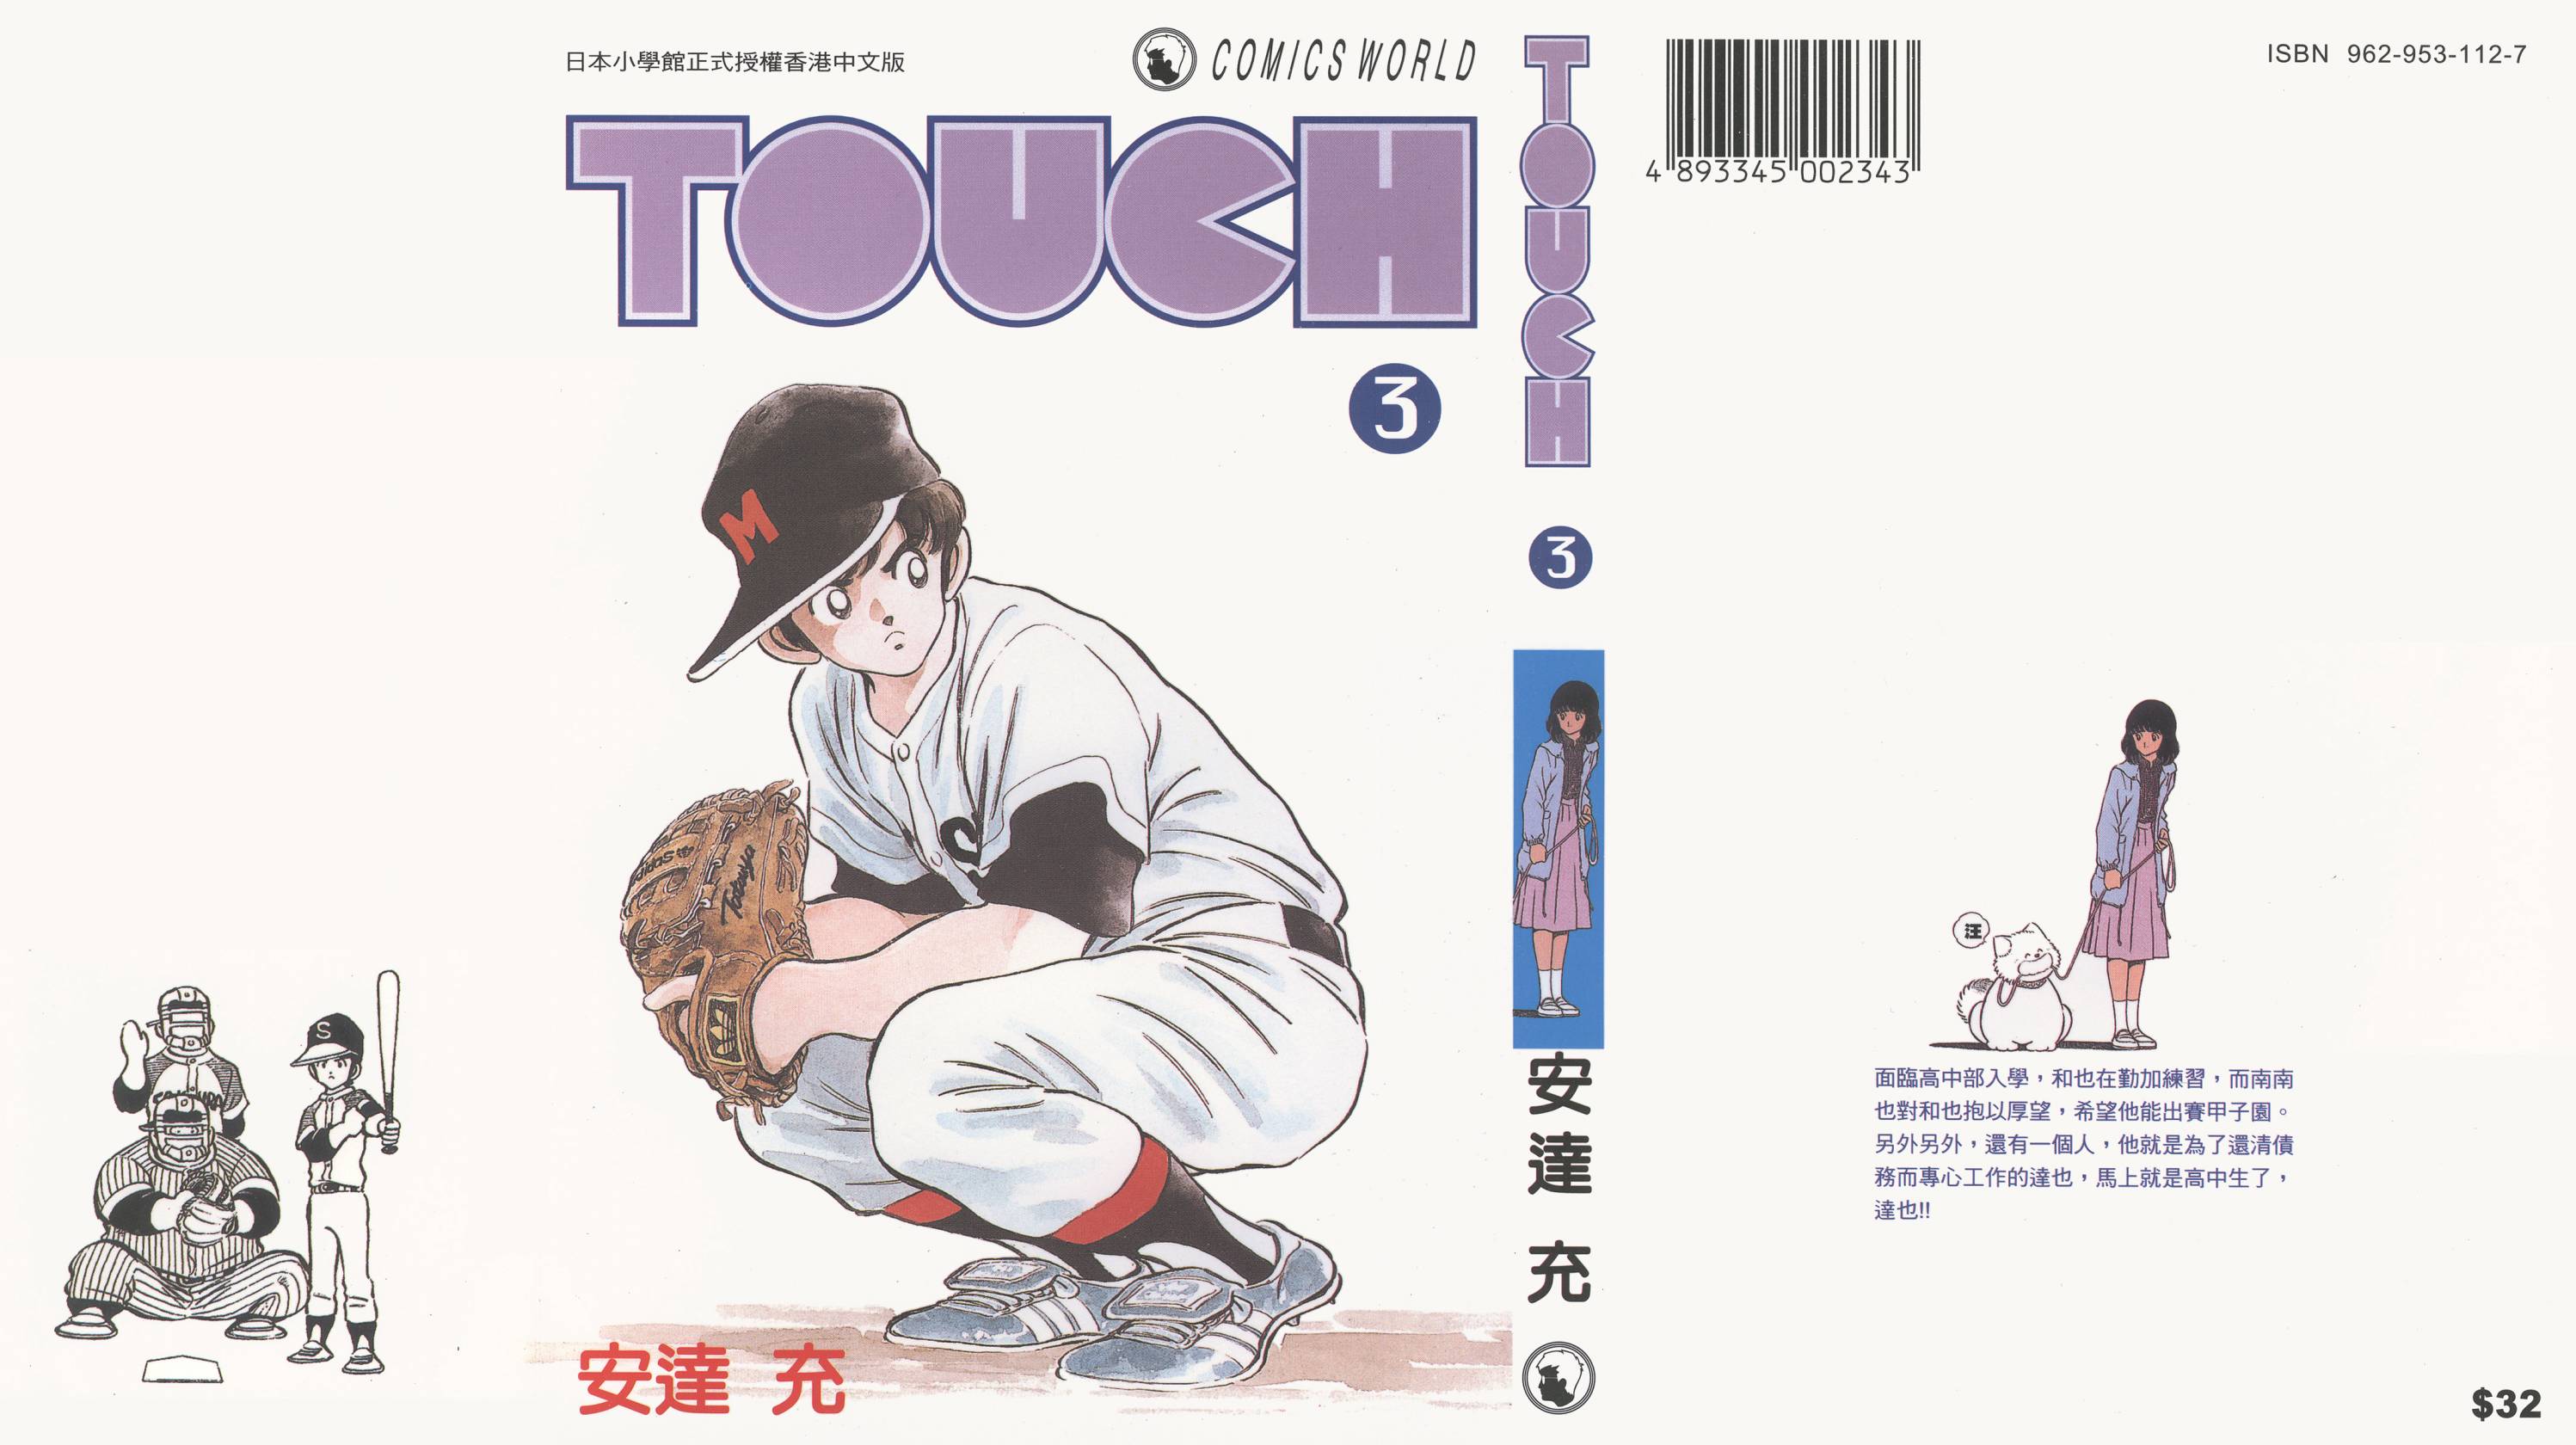 日本小學館正式授權香港中文版
COMICS WORLD
TOUCH
3
M
adidas
Tatsuya
S
安達 充
TOUCH
3
安達 充
4 893345 002343
ISBN 962-953-112-7
汪
面臨高中部入學，和也在勤加練習，而南南
也對和也抱以厚望，希望他能出賽甲子園。
另外另外，還有一個人，他就是為了還清債
務而專心工作的達也，馬上就是高中生了，
達也!!
$32